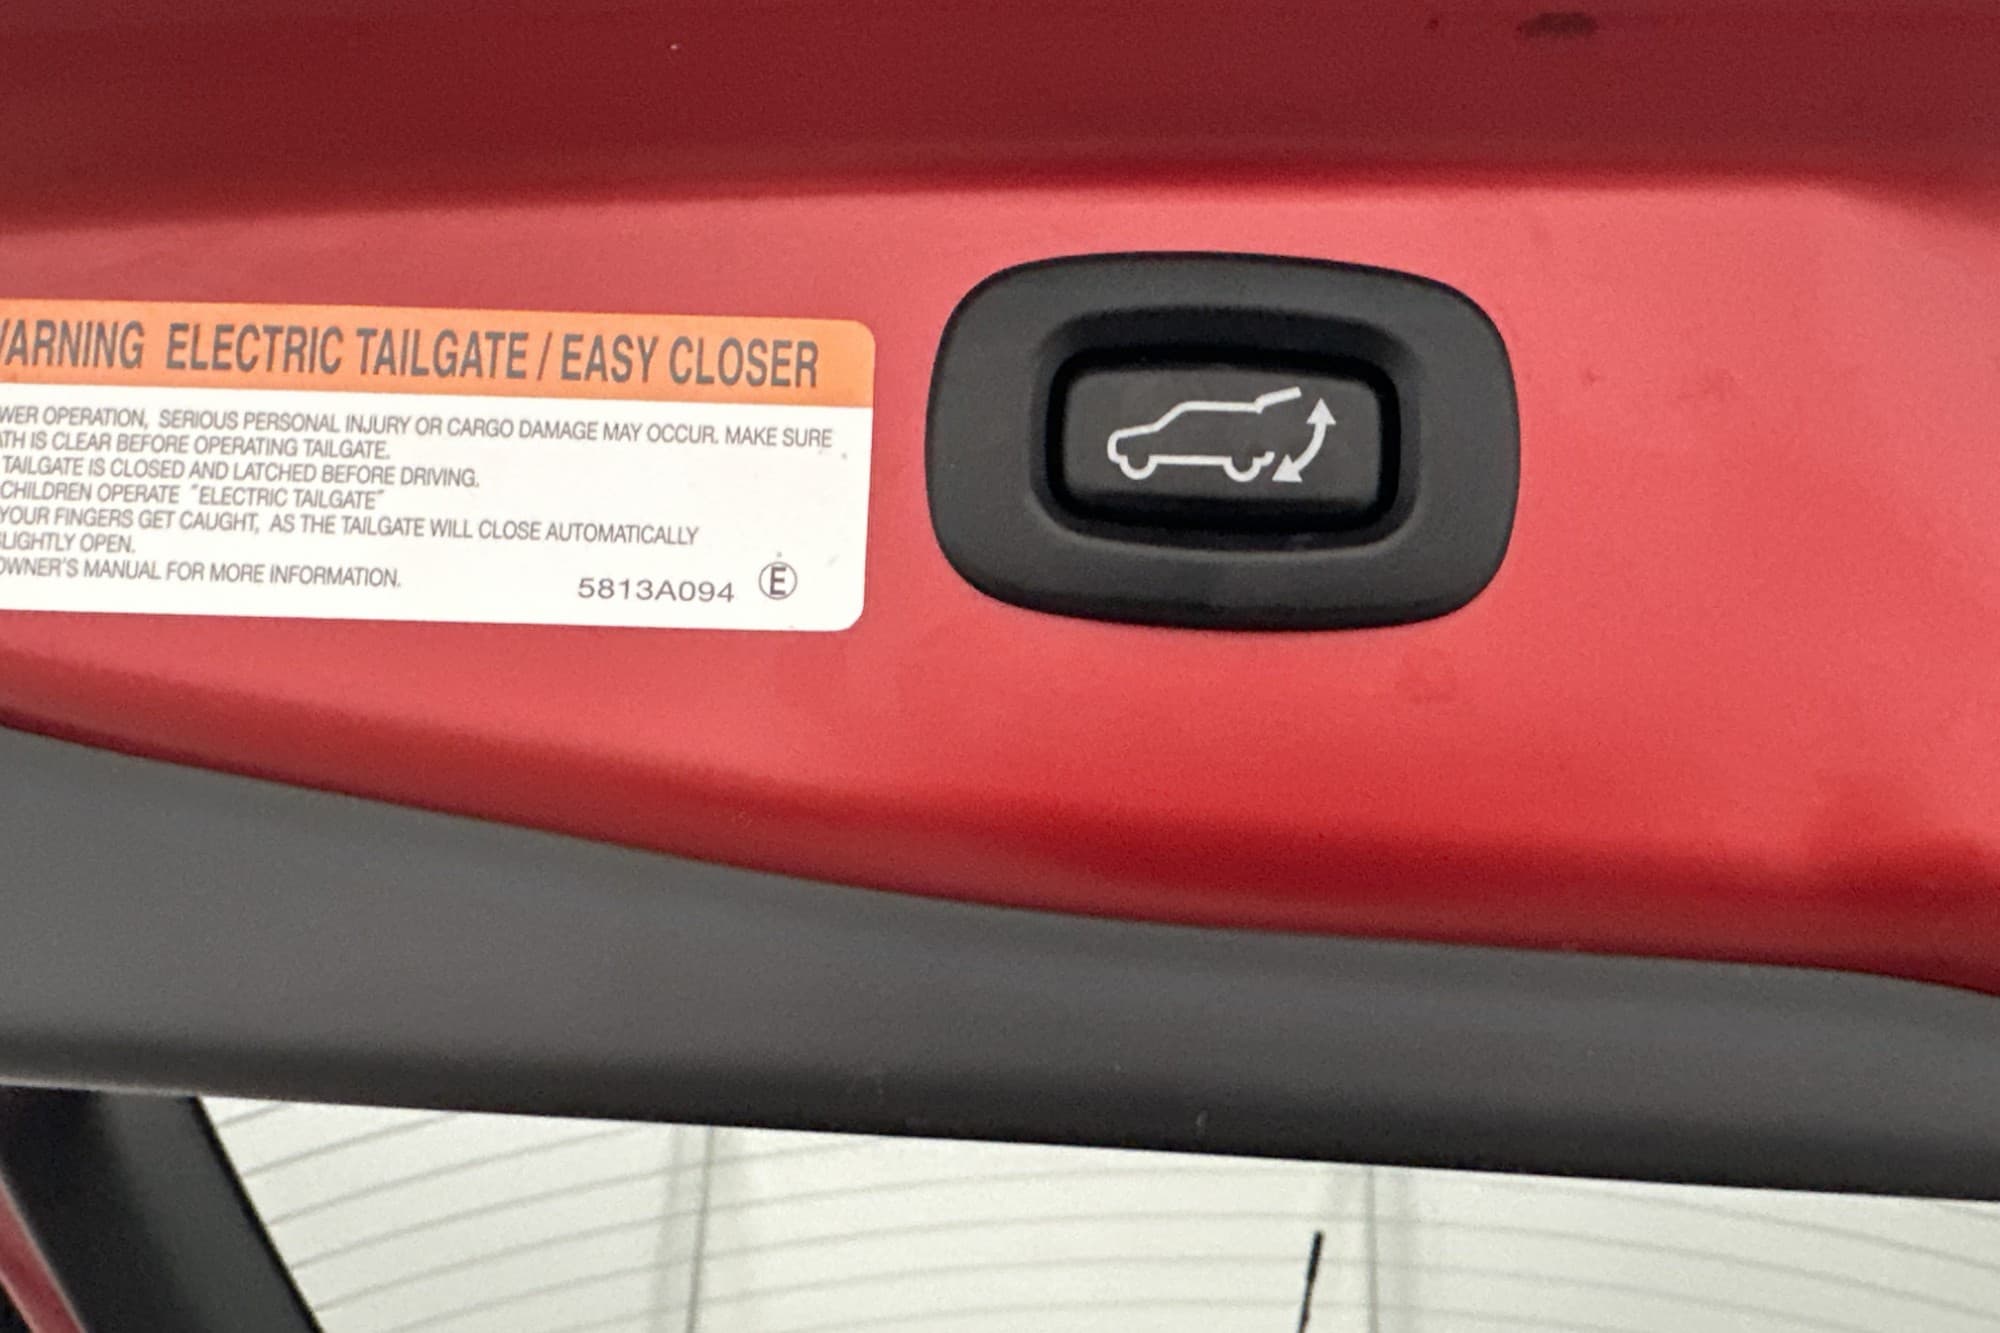 WARNING ELECTRIC TAILGATE / EASY CLOSER
WER OPERATION, SERIOUS PERSONAL INJURY OR CARGO DAMAGE MAY OCCUR. MAKE SURE
ATH IS CLEAR BEFORE OPERATING TAILGATE.
TAILGATE IS CLOSED AND LATCHED BEFORE DRIVING.
CHILDREN OPERATE "ELECTRIC TAILGATE"
YOUR FINGERS GET CAUGHT, AS THE TAILGATE WILL CLOSE AUTOMATICALLY
SLIGHTLY OPEN.
OWNER'S MANUAL FOR MORE INFORMATION.
5813A094 E